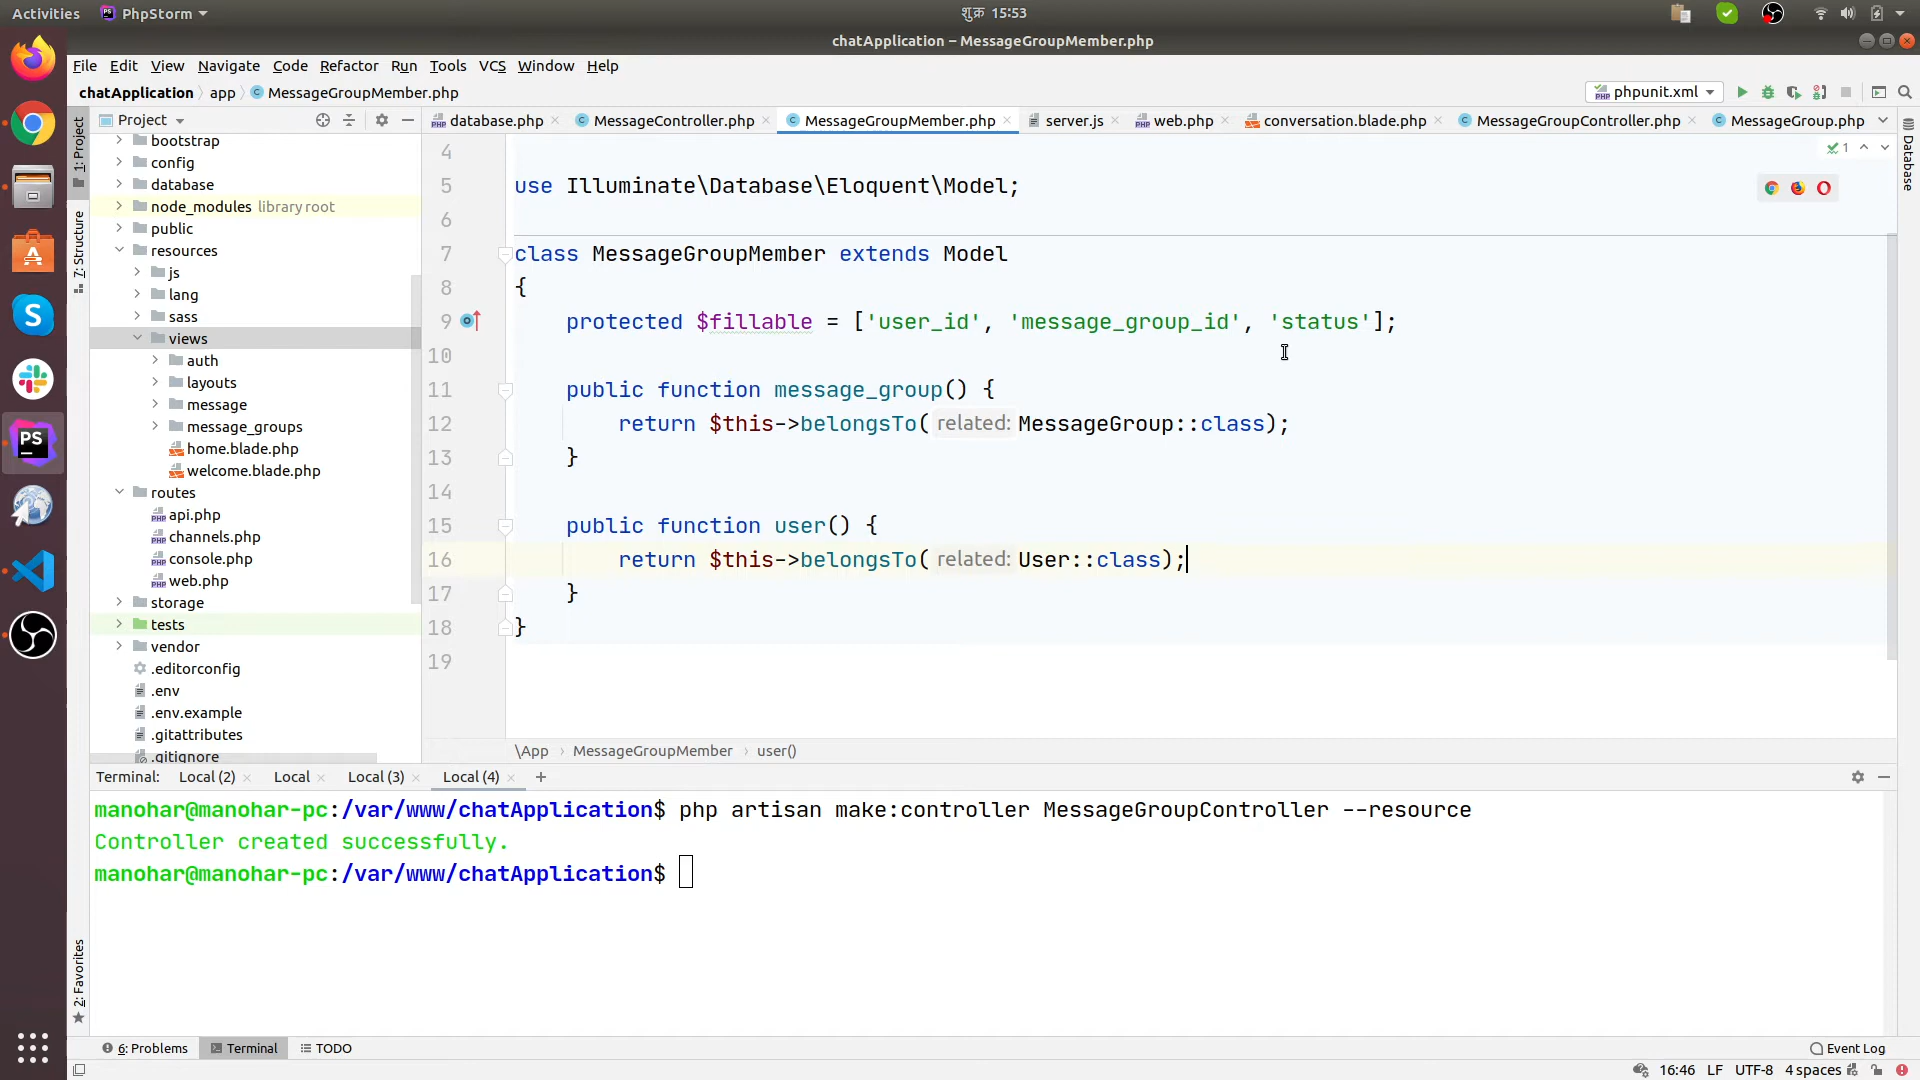 Activities PhpStorm शुक्र 15:53
chatApplication – MessageGroupMember.php
File Edit View Navigate Code Refactor Run Tools VCS Window Help
chatApplication app MessageGroupMember.php phpunit.xml
Project database.php MessageController.php MessageGroupMember.php server.js web.php conversation.blade.php MessageGroupController.php MessageGroup.php
1: Project
7: Structure
2: Favorites
Database
bootstrap
config
database
node_modules library root
public
resources
js
lang
sass
views
auth
layouts
message
message_groups
home.blade.php
welcome.blade.php
routes
api.php
channels.php
console.php
web.php
storage
tests
vendor
.editorconfig
.env
.env.example
.gitattributes
.gitignore
1
4
5 use Illuminate\Database\Eloquent\Model;
6
7 class MessageGroupMember extends Model
8 {
9 protected $fillable = ['user_id', 'message_group_id', 'status'];
10
11 public function message_group() {
12 return $this->belongsTo( related: MessageGroup::class);
13 }
14
15 public function user() {
16 return $this->belongsTo( related: User::class);
17 }
18 }
19
\App MessageGroupMember user()
Terminal: Local (2) Local Local (3) Local (4)
manohar@manohar-pc:/var/www/chatApplication$ php artisan make:controller MessageGroupController --resource
Controller created successfully.
manohar@manohar-pc:/var/www/chatApplication$
6: Problems Terminal TODO Event Log
16:46 LF UTF-8 4 spaces